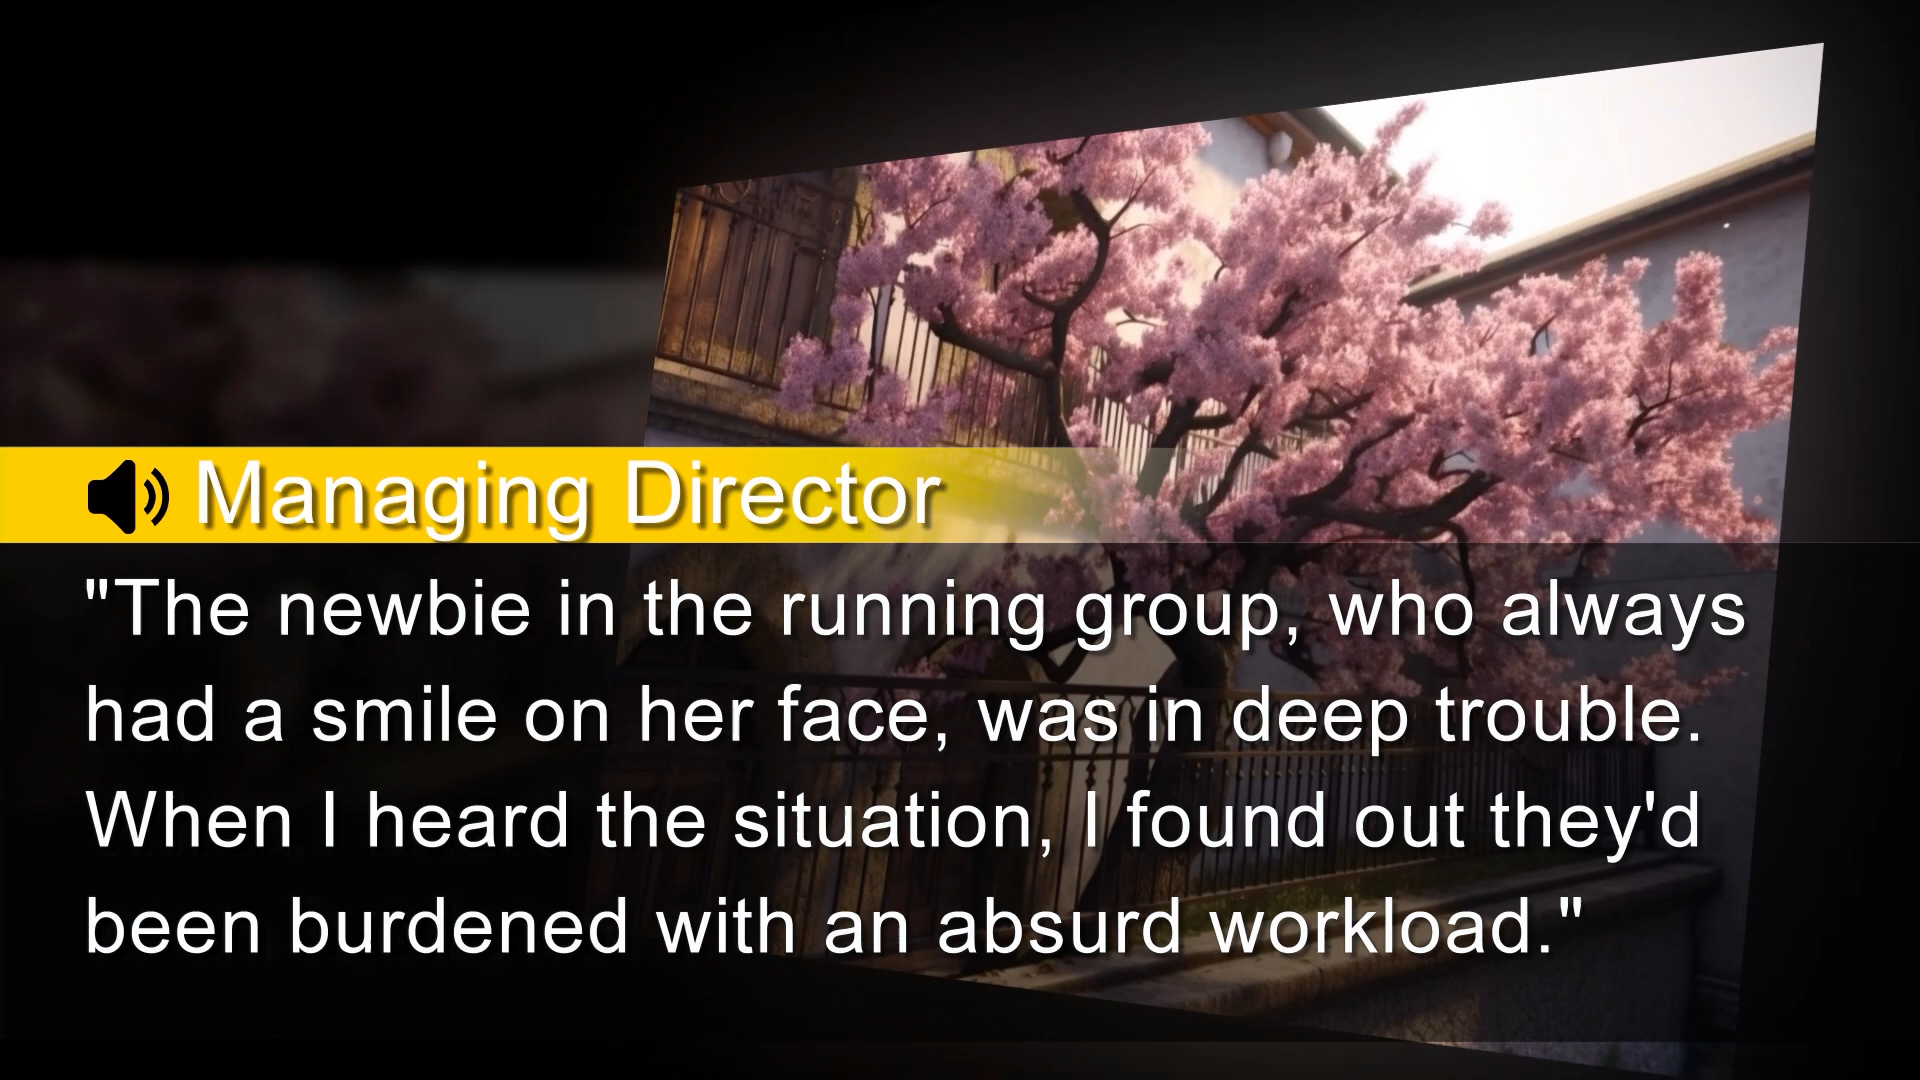 Managing Director
"The newbie in the running group, who always
had a smile on her face, was in deep trouble.
When I heard the situation, I found out they'd
been burdened with an absurd workload."